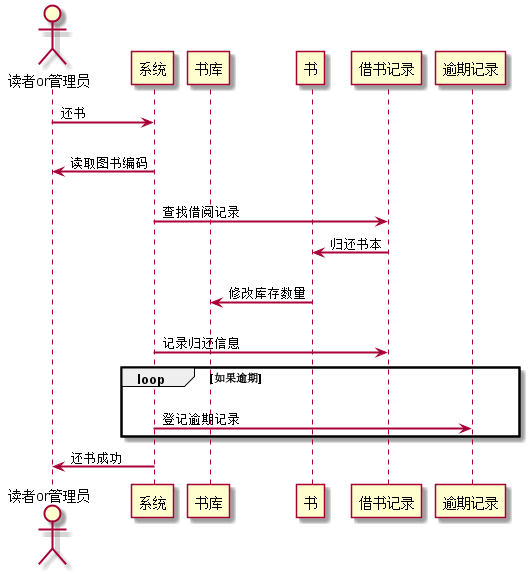 读者or管理员
系统
书库
书
借书记录
逾期记录
还书
读取图书编码
查找借阅记录
归还书本
修改库存数量
记录归还信息
loop [如果逾期]
登记逾期记录
还书成功
读者or管理员
系统
书库
书
借书记录
逾期记录